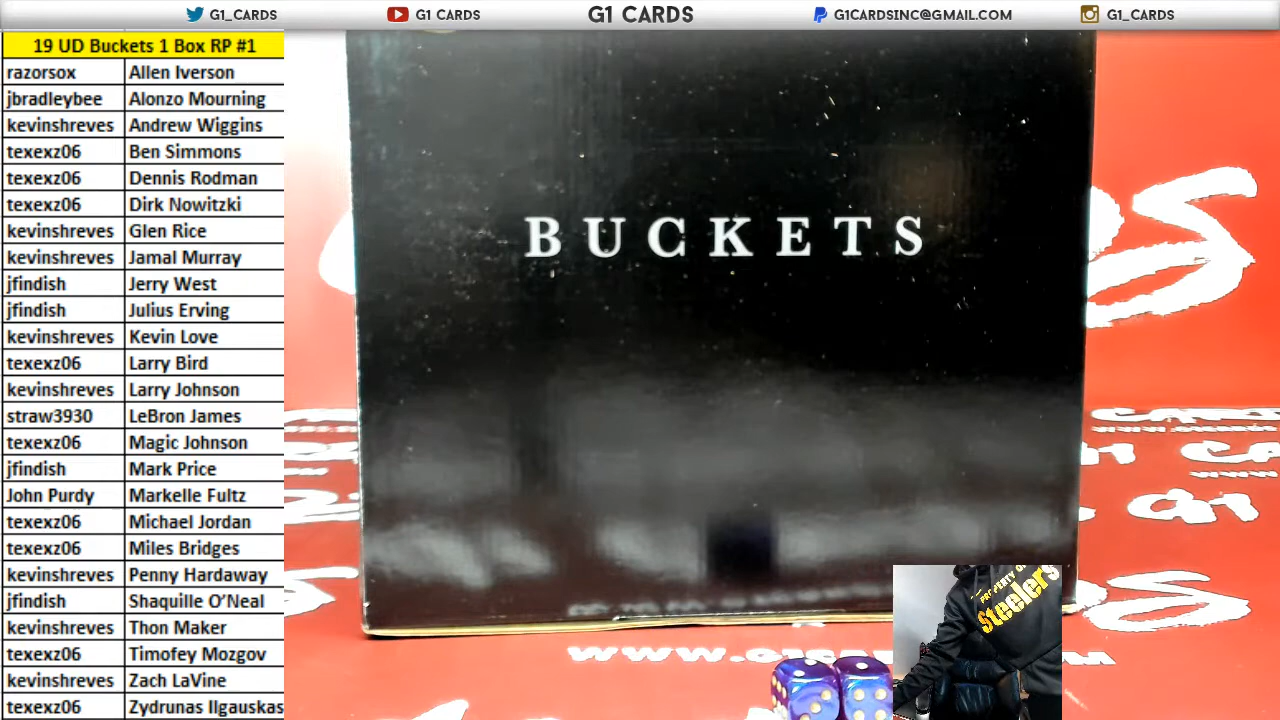 G1_CARDS
G1 CARDS
G1 CARDS
G1CARDSINC@GMAIL.COM
G1_CARDS
19 UD Buckets 1 Box RP #1
razorsox Allen Iverson
jbradleybee Alonzo Mourning
kevinshreves Andrew Wiggins
texexz06 Ben Simmons
texexz06 Dennis Rodman
texexz06 Dirk Nowitzki
kevinshreves Glen Rice
kevinshreves Jamal Murray
jfindish Jerry West
jfindish Julius Erving
kevinshreves Kevin Love
texexz06 Larry Bird
kevinshreves Larry Johnson
straw3930 LeBron James
texexz06 Magic Johnson
jfindish Mark Price
John Purdy Markelle Fultz
texexz06 Michael Jordan
texexz06 Miles Bridges
kevinshreves Penny Hardaway
jfindish Shaquille O'Neal
kevinshreves Thon Maker
texexz06 Timofey Mozgov
kevinshreves Zach LaVine
texexz06 Zydrunas Ilgauskas
BUCKETS
PROPERTY OF
Steelers